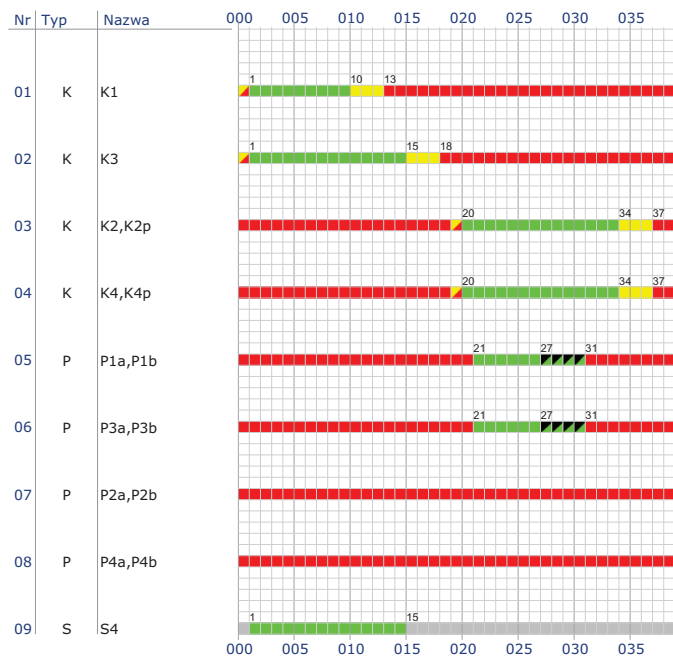 Nr Typ Nazwa 000 005 010 015 020 025 030 035
1 10 13
01 K K1
1 15 18
02 K K3
20 34 37
03 K K2,K2p
20 34 37
04 K K4,K4p
21 27 31
05 P P1a,P1b
21 27 31
06 P P3a,P3b
07 P P2a,P2b
08 P P4a,P4b
1 15
09 S S4
000 005 010 015 020 025 030 035